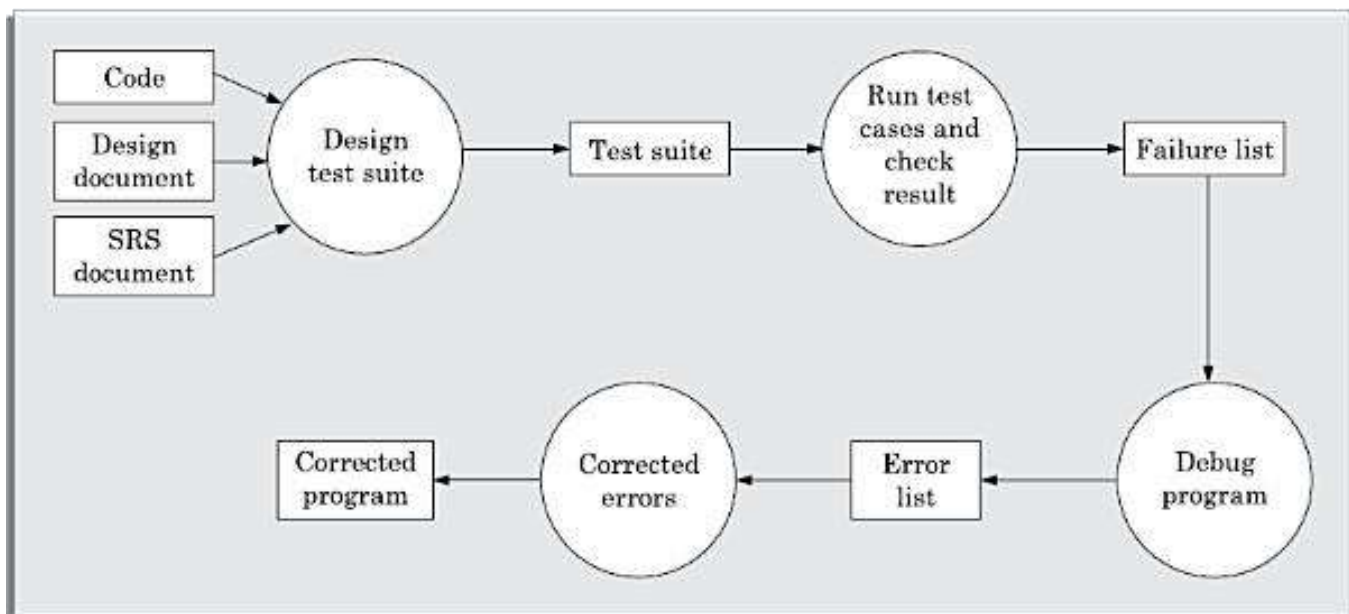 Code
Design
document
SRS
document
Design
test suite
Test suite
Run test
cases and
check
result
Failure list
Debug
program
Error
list
Corrected
errors
Corrected
program